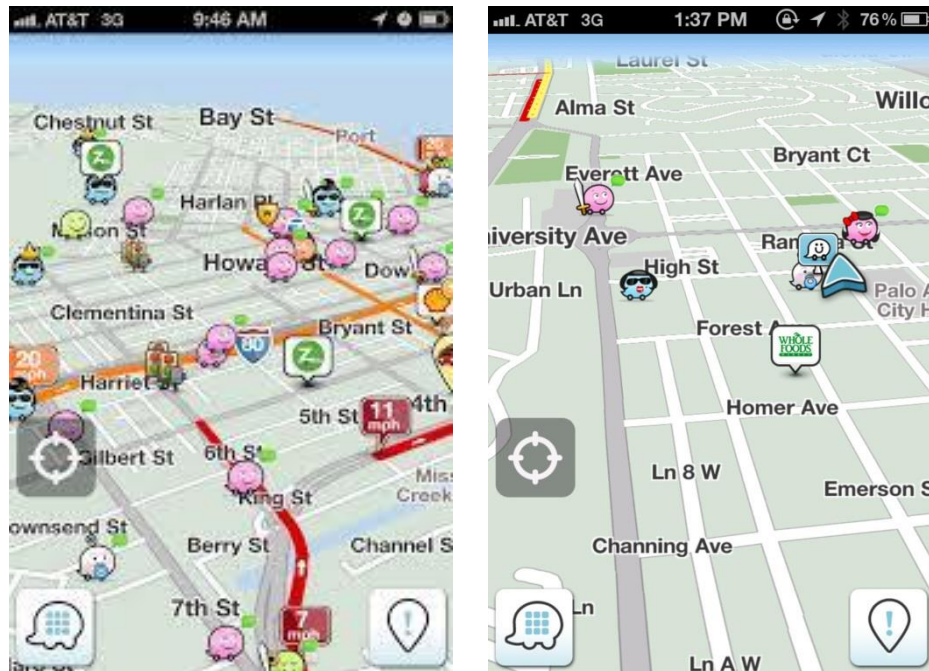 AT&T 3G 9:46 AM
Chestnut St
Bay St
Port
Harlan Pl
Howa
Dow
Clementina St
Bryant St
80
20
mph
Harriet
5th St
11
mph
4th
Gilbert St
6th St
Miss
Creek
King St
ownsend St
Berry St
Channel S
7th St
7
mph
AT&T 3G 1:37 PM 76%
Laurel St
Alma St
Willo
Bryant Ct
Everett Ave
iversity Ave
High St
Urban Ln
Palo A
City H
Forest A
WHOLE
FOODS
MARKET
Homer Ave
Ln 8 W
Emerson S
Channing Ave
Ln
Ln A W